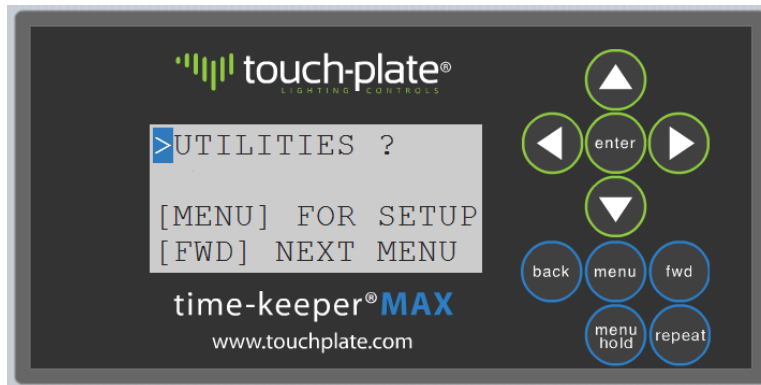 touch-plate®
LIGHTING CONTROLS
>UTILITIES ?
[MENU] FOR SETUP
[FWD] NEXT MENU
time-keeper®MAX
www.touchplate.com
enter
back menu fwd
menu hold repeat